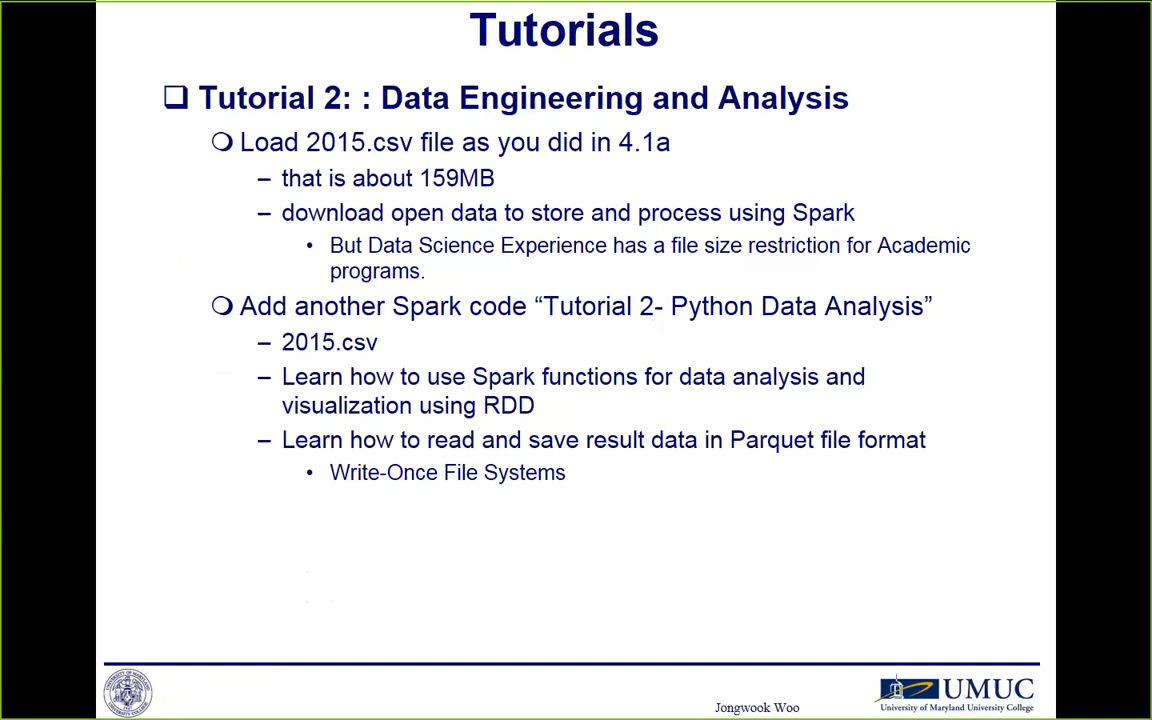 Tutorials
Tutorial 2: : Data Engineering and Analysis
Load 2015.csv file as you did in 4.1a
– that is about 159MB
– download open data to store and process using Spark
• But Data Science Experience has a file size restriction for Academic
programs.
Add another Spark code “Tutorial 2- Python Data Analysis”
– 2015.csv
– Learn how to use Spark functions for data analysis and
visualization using RDD
– Learn how to read and save result data in Parquet file format
• Write-Once File Systems
Jongwook Woo
UMUC
University of Maryland University College